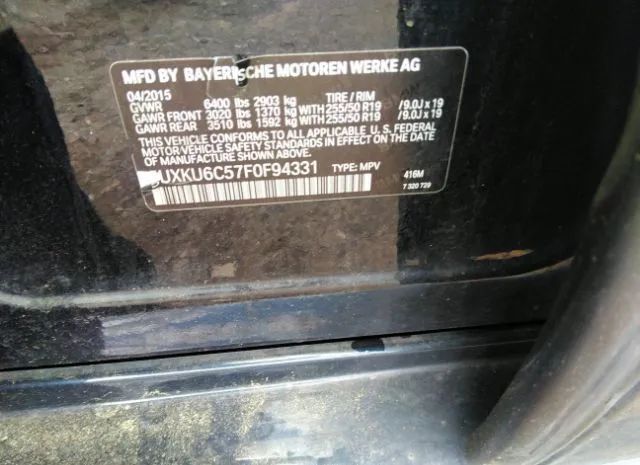 MFD BY BAYERISCHE MOTOREN WERKE AG
04/2015 TIRE / RIM
GVWR 6400 lbs 2903 kg
GAWR FRONT 3020 lbs 1370 kg WITH 255/50 R19 / 9.0J x 19
GAWR REAR 3510 lbs 1592 kg WITH 255/50 R19 / 9.0J x 19
THIS VEHICLE CONFORMS TO ALL APPLICABLE U.S. FEDERAL
MOTOR VEHICLE SAFETY STANDARDS IN EFFECT ON THE DATE
OF MANUFACTURE SHOWN ABOVE.
5UXKU6C57F0F94331 TYPE: MPV 416M
7 320 729